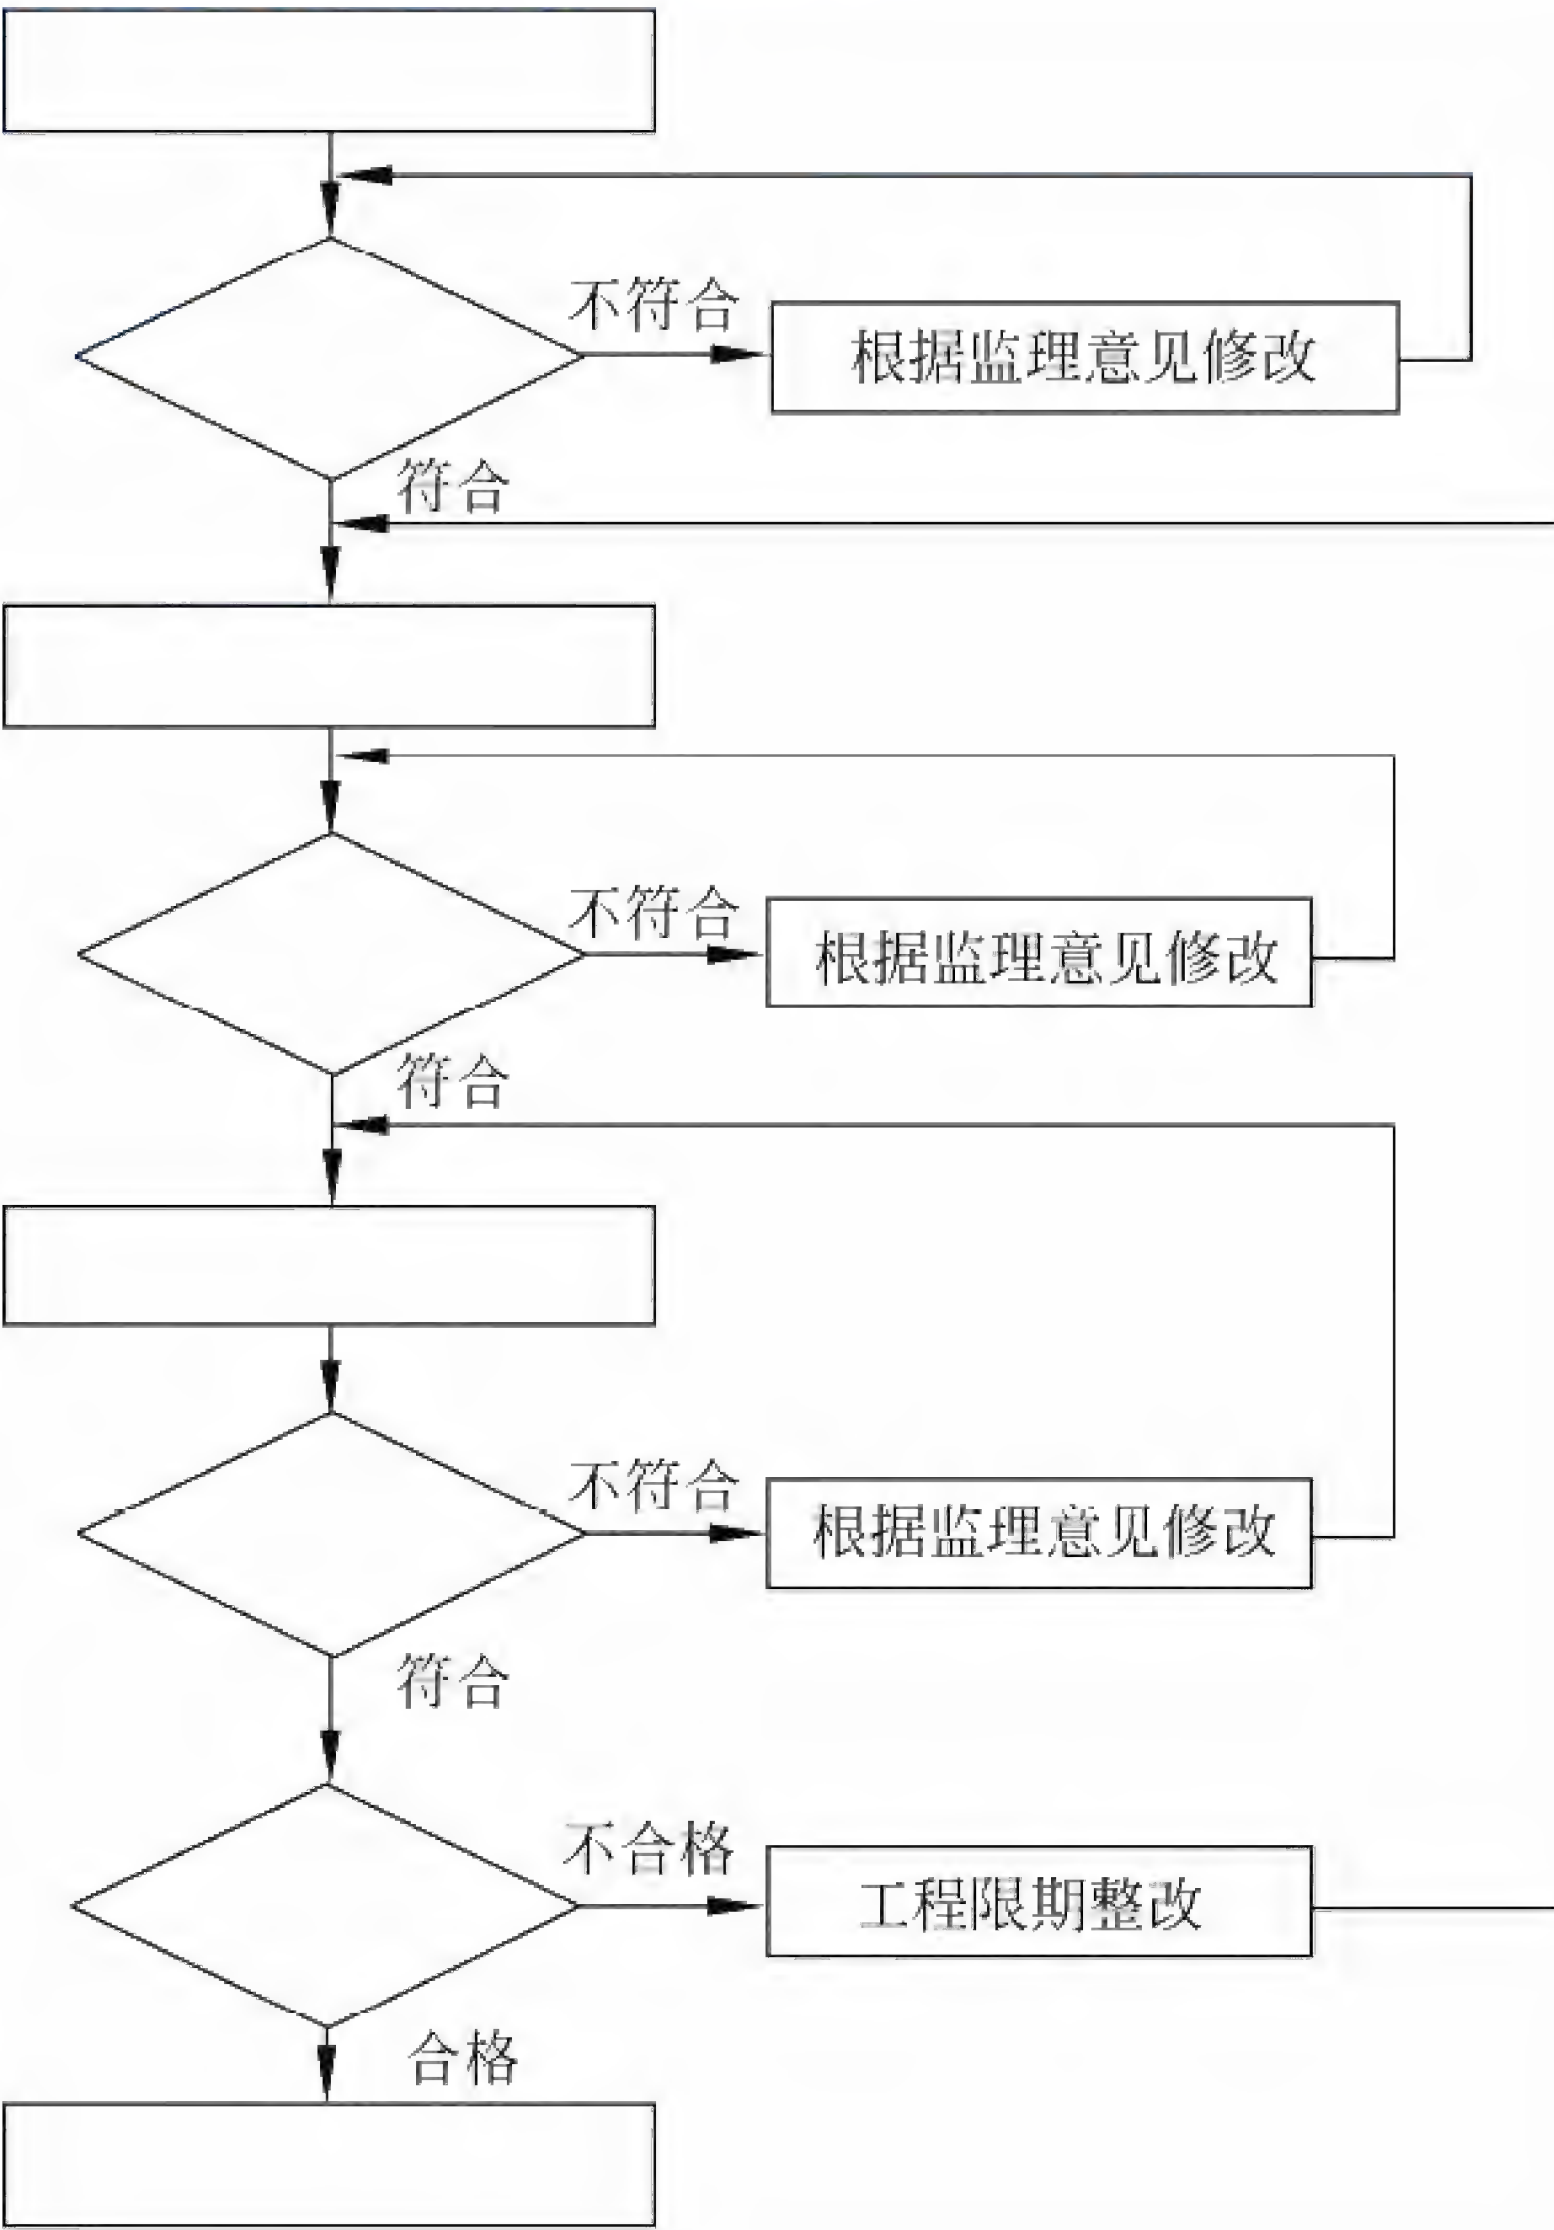 不符合
根据监理意见修改
符合
不符合
根据监理意见修改
符合
不符合
根据监理意见修改
符合
不合格
工程限期整改
合格